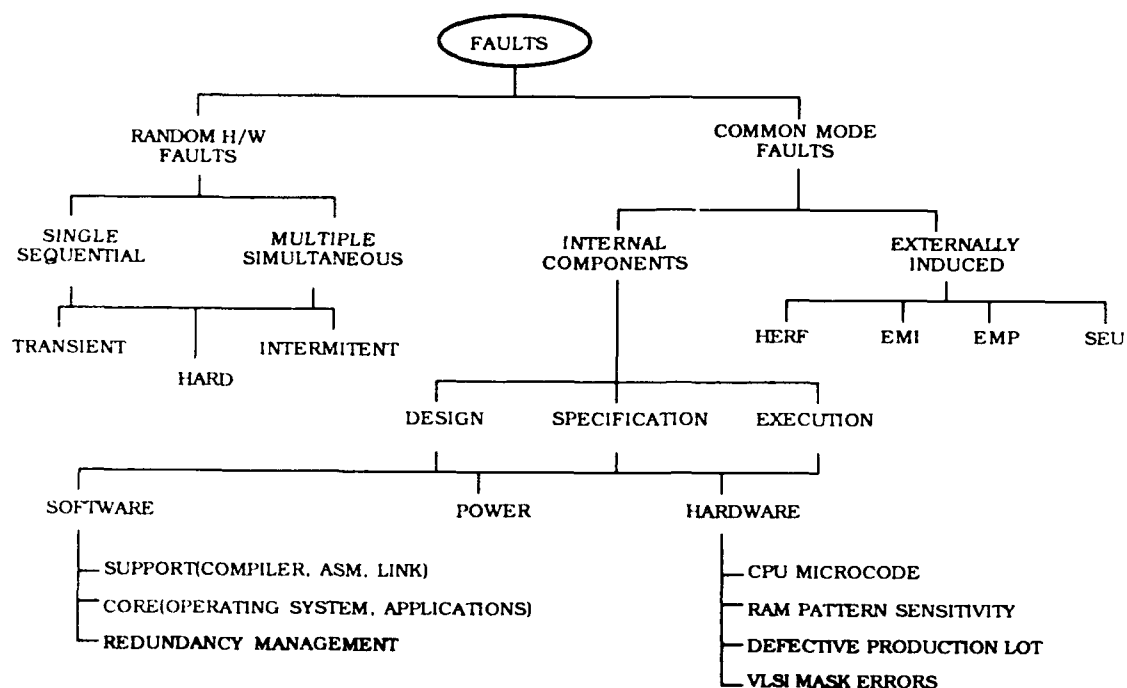 FAULTS
RANDOM H/W
FAULTS
COMMON MODE
FAULTS
SINGLE
SEQUENTIAL
MULTIPLE
SIMULTANEOUS
INTERNAL
COMPONENTS
EXTERNALLY
INDUCED
TRANSIENT
HARD
INTERMITENT
HERF
EMI
EMP
SEU
DESIGN
SPECIFICATION
EXECUTION
SOFTWARE
POWER
HARDWARE
SUPPORT(COMPILER, ASM, LINK)
CORE(OPERATING SYSTEM, APPLICATIONS)
REDUNDANCY MANAGEMENT
CPU MICROCODE
RAM PATTERN SENSITIVITY
DEFECTIVE PRODUCTION LOT
VLSI MASK ERRORS